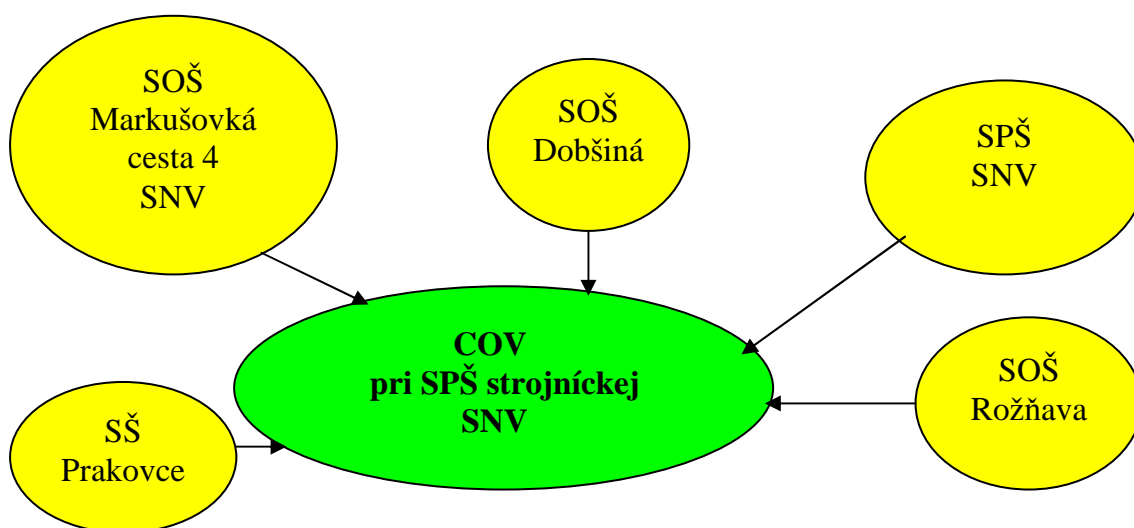 SOŠ
Markušovká
cesta 4
SNV
SOŠ
Dobšiná
SPŠ
SNV
COV
pri SPŠ strojníckej
SNV
SOŠ
Rožňava
SŠ
Prakovce